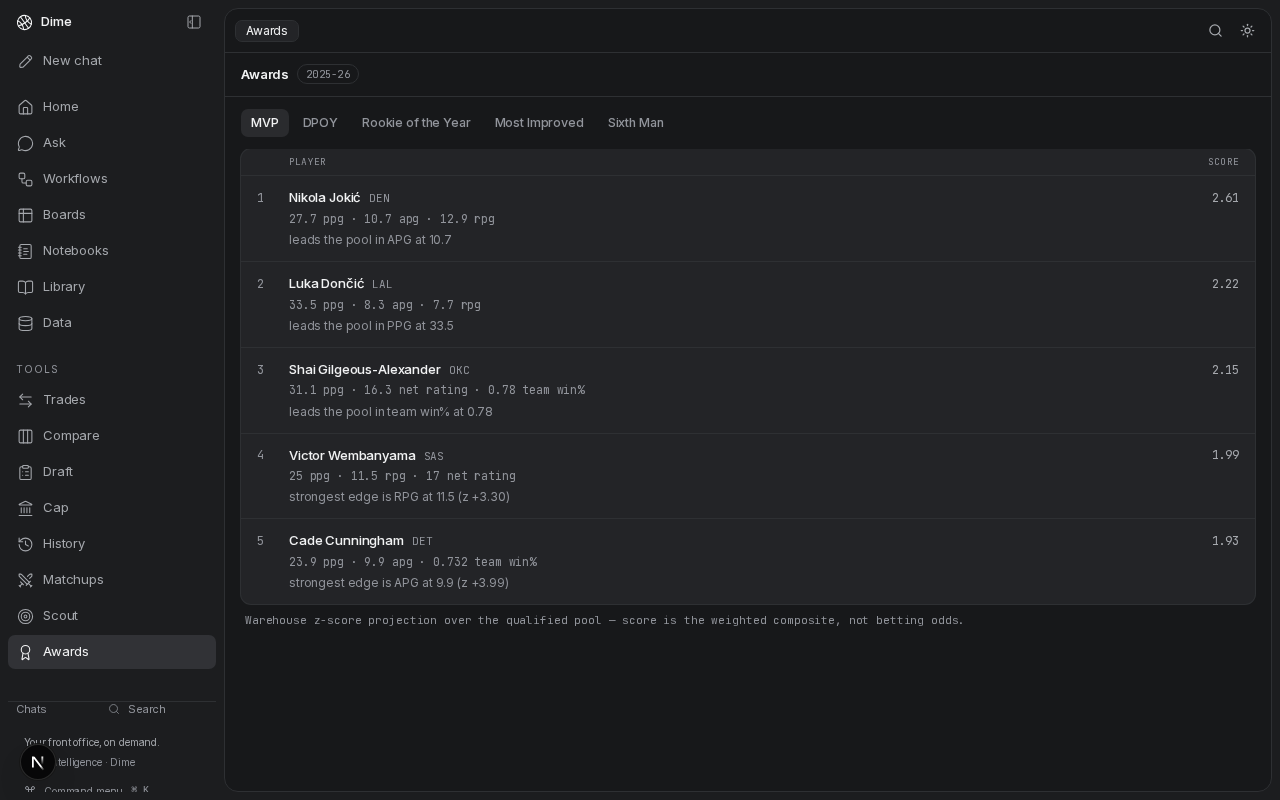 Dime
New chat
Home
Ask
Workflows
Boards
Notebooks
Library
Data
TOOLS
Trades
Compare
Draft
Cap
History
Matchups
Scout
Awards
Chats
Search
Your front office, on demand.
telligence · Dime
Command menu ⌘ K
Awards
Awards 2025-26
MVP DPOY Rookie of the Year Most Improved Sixth Man
PLAYER SCORE
1 Nikola Jokić DEN 2.61
27.7 ppg · 10.7 apg · 12.9 rpg
leads the pool in APG at 10.7
2 Luka Dončić LAL 2.22
33.5 ppg · 8.3 apg · 7.7 rpg
leads the pool in PPG at 33.5
3 Shai Gilgeous-Alexander OKC 2.15
31.1 ppg · 16.3 net rating · 0.78 team win%
leads the pool in team win% at 0.78
4 Victor Wembanyama SAS 1.99
25 ppg · 11.5 rpg · 17 net rating
strongest edge is RPG at 11.5 (z +3.30)
5 Cade Cunningham DET 1.93
23.9 ppg · 9.9 apg · 0.732 team win%
strongest edge is APG at 9.9 (z +3.99)
Warehouse z-score projection over the qualified pool — score is the weighted composite, not betting odds.